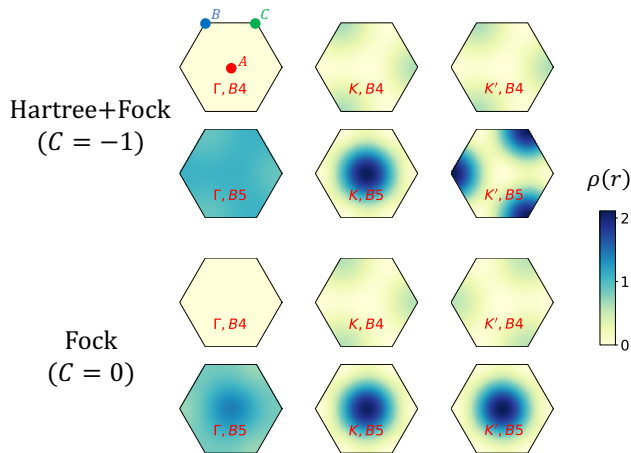 B C
A
Γ, B4 K, B4 K′, B4
Hartree+Fock
(C = −1)
Γ, B5 K, B5 K′, B5
ρ(r)
2
1
0
Γ, B4 K, B4 K′, B4
Fock
(C = 0)
Γ, B5 K, B5 K′, B5